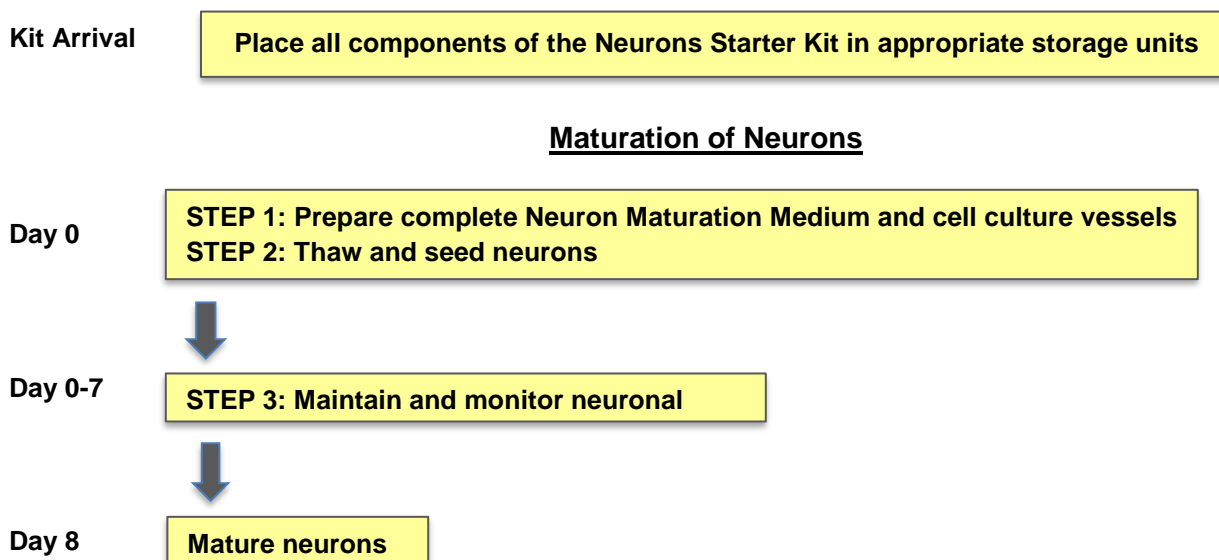 Kit Arrival
Place all components of the Neurons Starter Kit in appropriate storage units
Maturation of Neurons
Day 0
STEP 1: Prepare complete Neuron Maturation Medium and cell culture vessels
STEP 2: Thaw and seed neurons
Day 0-7
STEP 3: Maintain and monitor neuronal
Day 8
Mature neurons